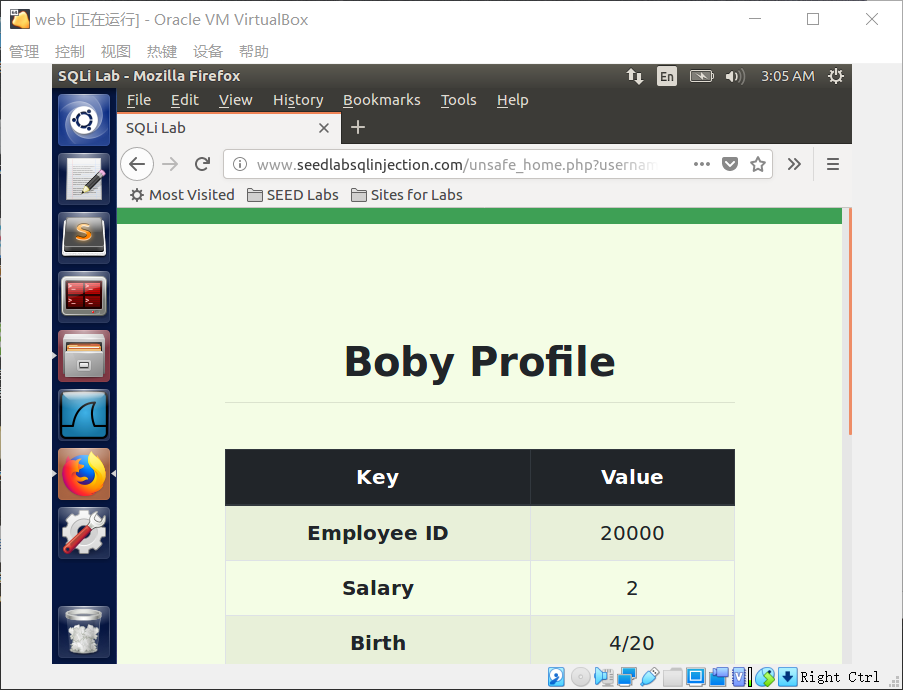 web [正在运行] - Oracle VM VirtualBox
管理 控制 视图 热键 设备 帮助
SQLi Lab - Mozilla Firefox En 3:05 AM
File Edit View History Bookmarks Tools Help
SQLi Lab
www.seedlabsqlinjection.com/unsafe_home.php?usernam
Most Visited SEED Labs Sites for Labs
Boby Profile
Key Value
Employee ID 20000
Salary 2
Birth 4/20
Right Ctrl